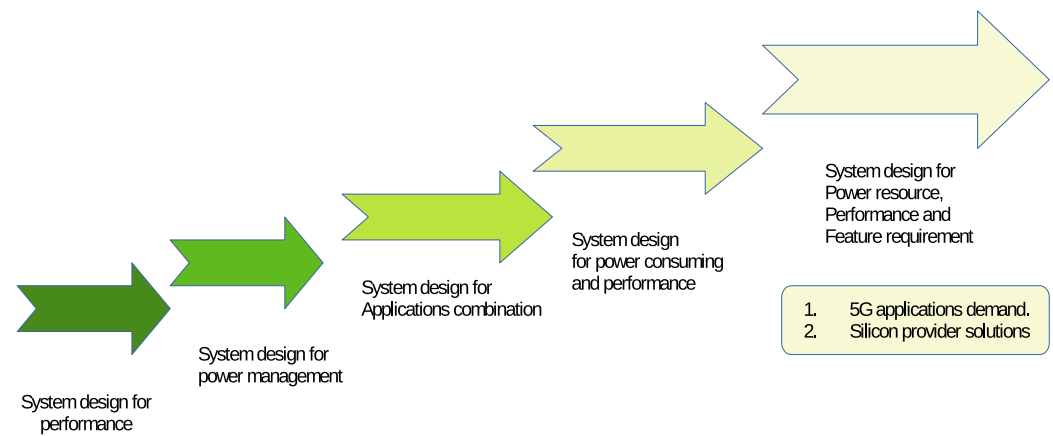 System design for
performance
System design for
power management
System design for
Applications combination
System design
for power consuming
and performance
System design for
Power resource,
Performance and
Feature requirement
1. 5G applications demand.
2. Silicon provider solutions